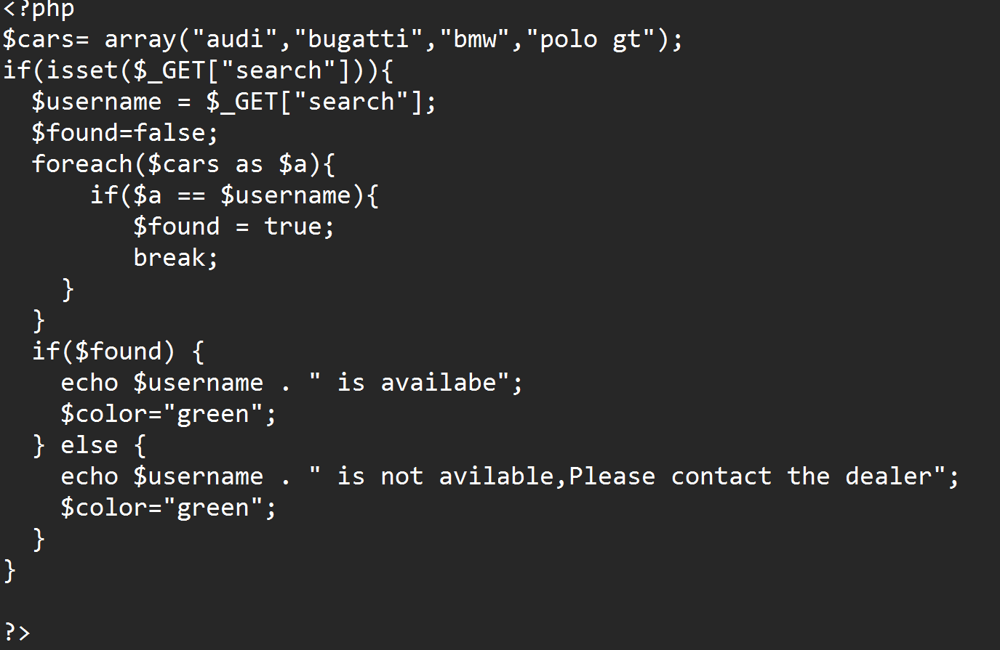 <?php
$cars= array("audi","bugatti","bmw","polo gt");
if(isset($_GET["search"])){
  $username = $_GET["search"];
  $found=false;
  foreach($cars as $a){
      if($a == $username){
         $found = true;
         break;
    }
  }
  if($found) {
    echo $username . " is availabe";
    $color="green";
  } else {
    echo $username . " is not avilable,Please contact the dealer";
    $color="green";
  }
}

?>